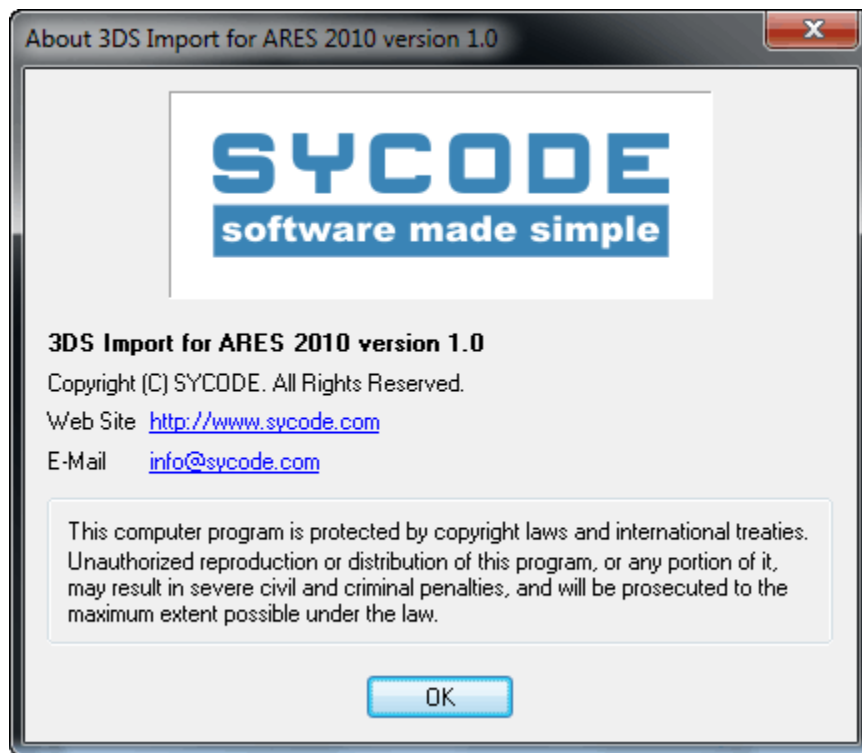 About 3DS Import for ARES 2010 version 1.0
SYCODE
software made simple
3DS Import for ARES 2010 version 1.0
Copyright (C) SYCODE. All Rights Reserved.
Web Site http://www.sycode.com
E-Mail info@sycode.com
This computer program is protected by copyright laws and international treaties.
Unauthorized reproduction or distribution of this program, or any portion of it,
may result in severe civil and criminal penalties, and will be prosecuted to the
maximum extent possible under the law.
OK